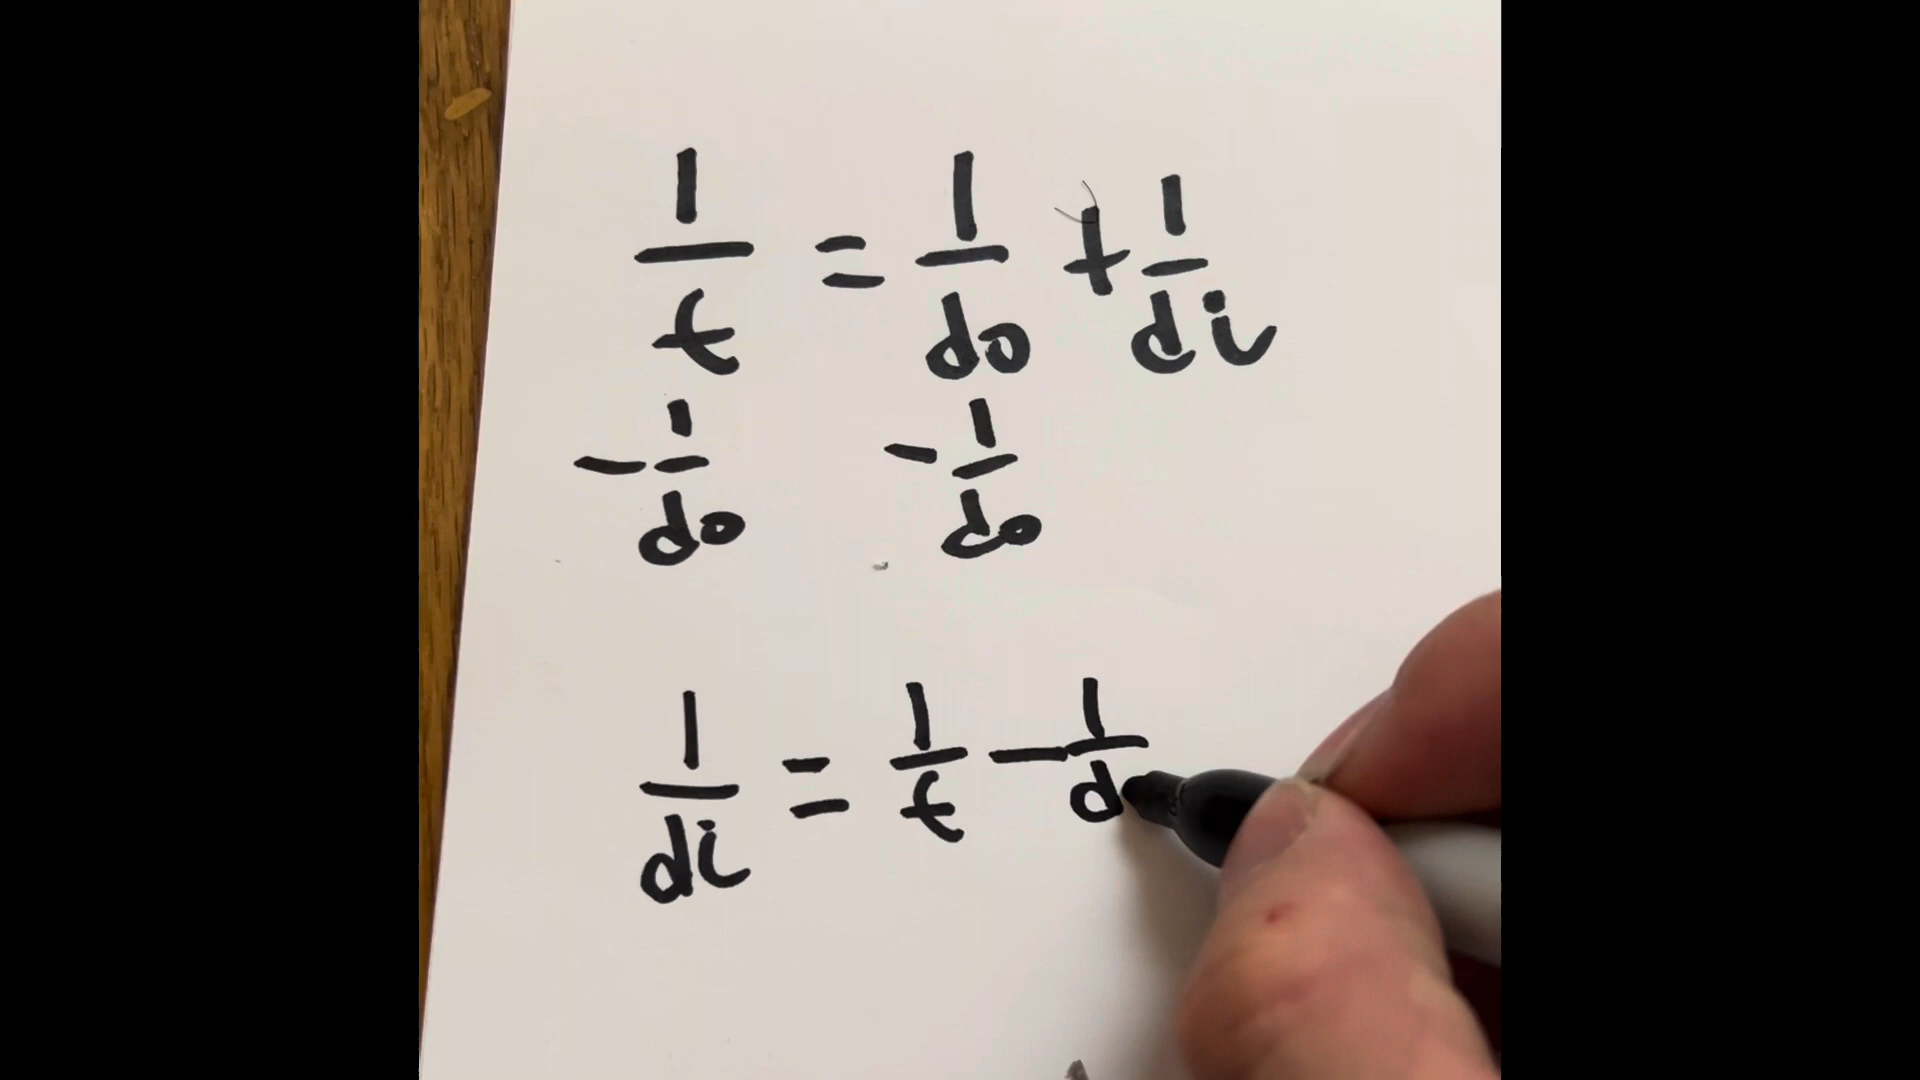 1/f = 1/do + 1/di
- 1/do - 1/do
1/di = 1/f - 1/d